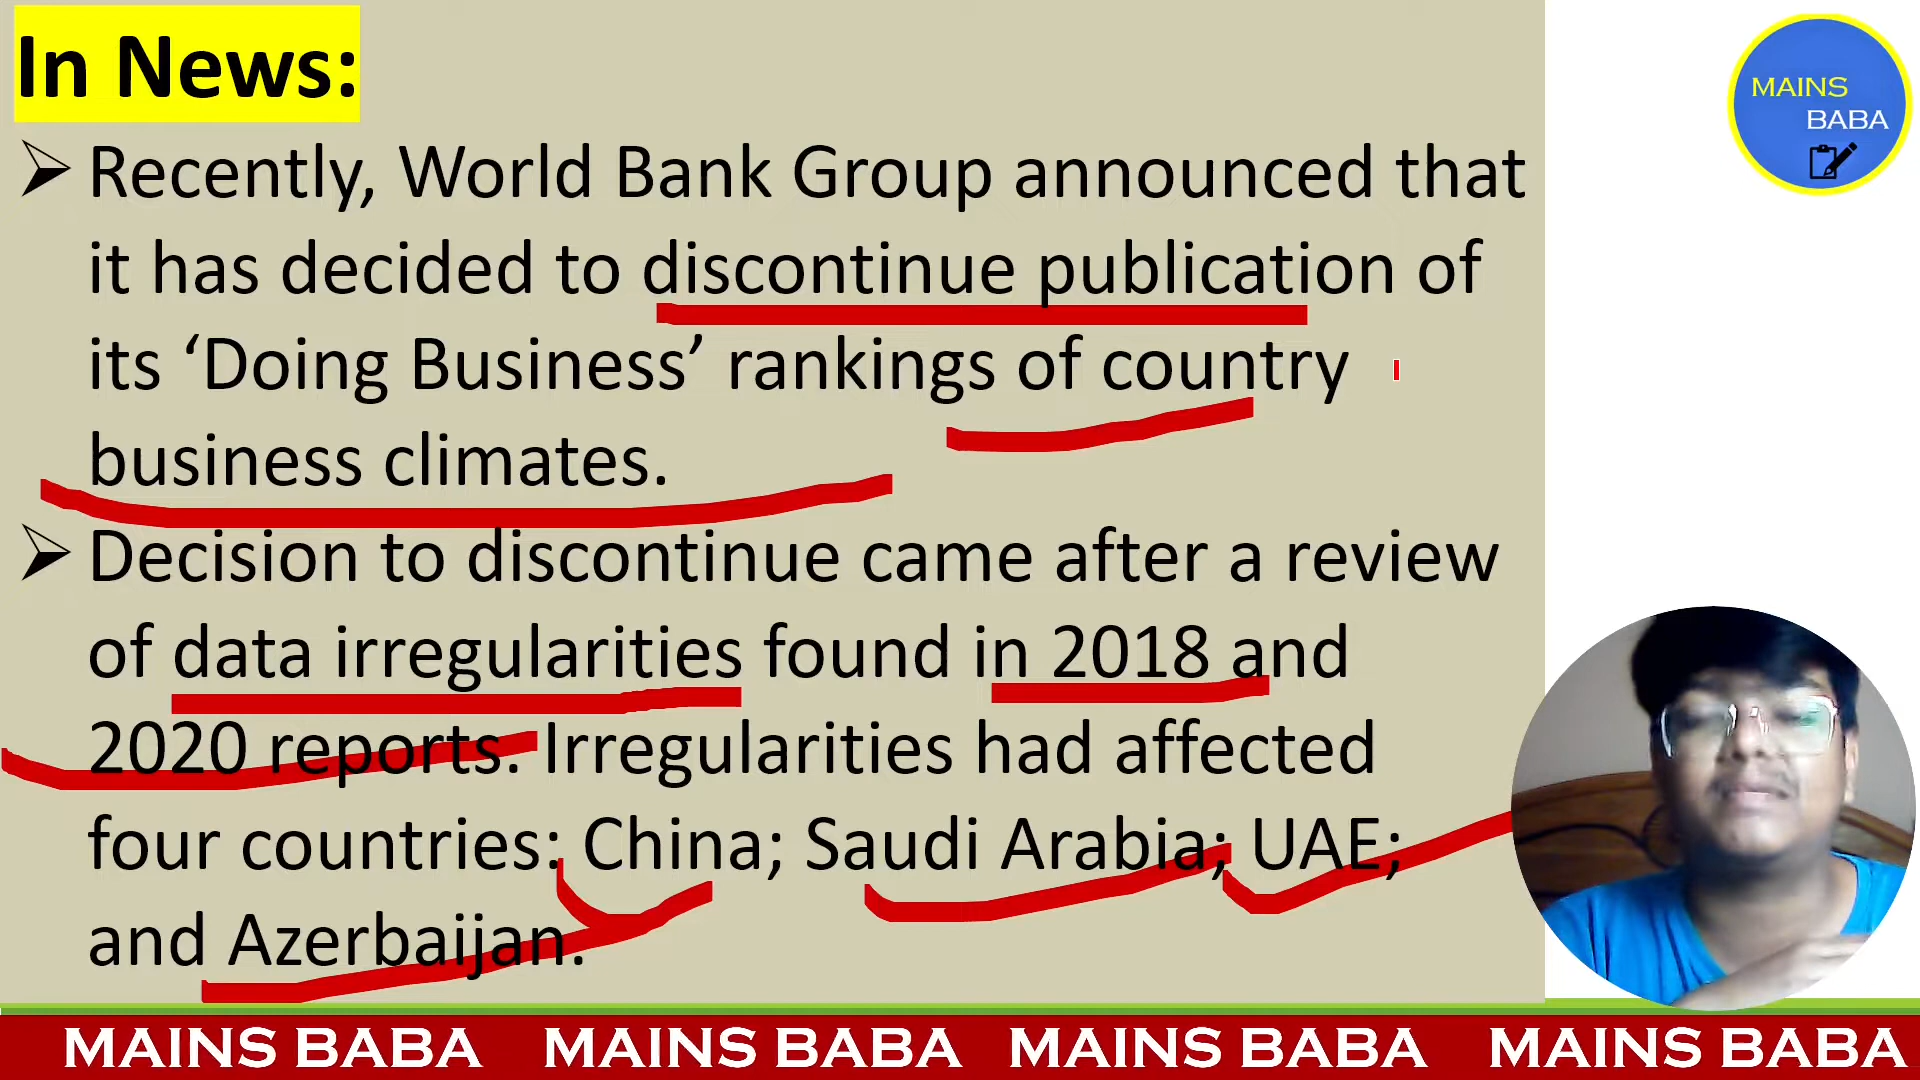 In News:
Recently, World Bank Group announced that
it has decided to discontinue publication of
its ‘Doing Business’ rankings of country
business climates.
Decision to discontinue came after a review
of data irregularities found in 2018 and
2020 reports. Irregularities had affected
four countries: China; Saudi Arabia; UAE;
and Azerbaijan.
MAINS
BABA
MAINS BABA MAINS BABA MAINS BABA MAINS BABA